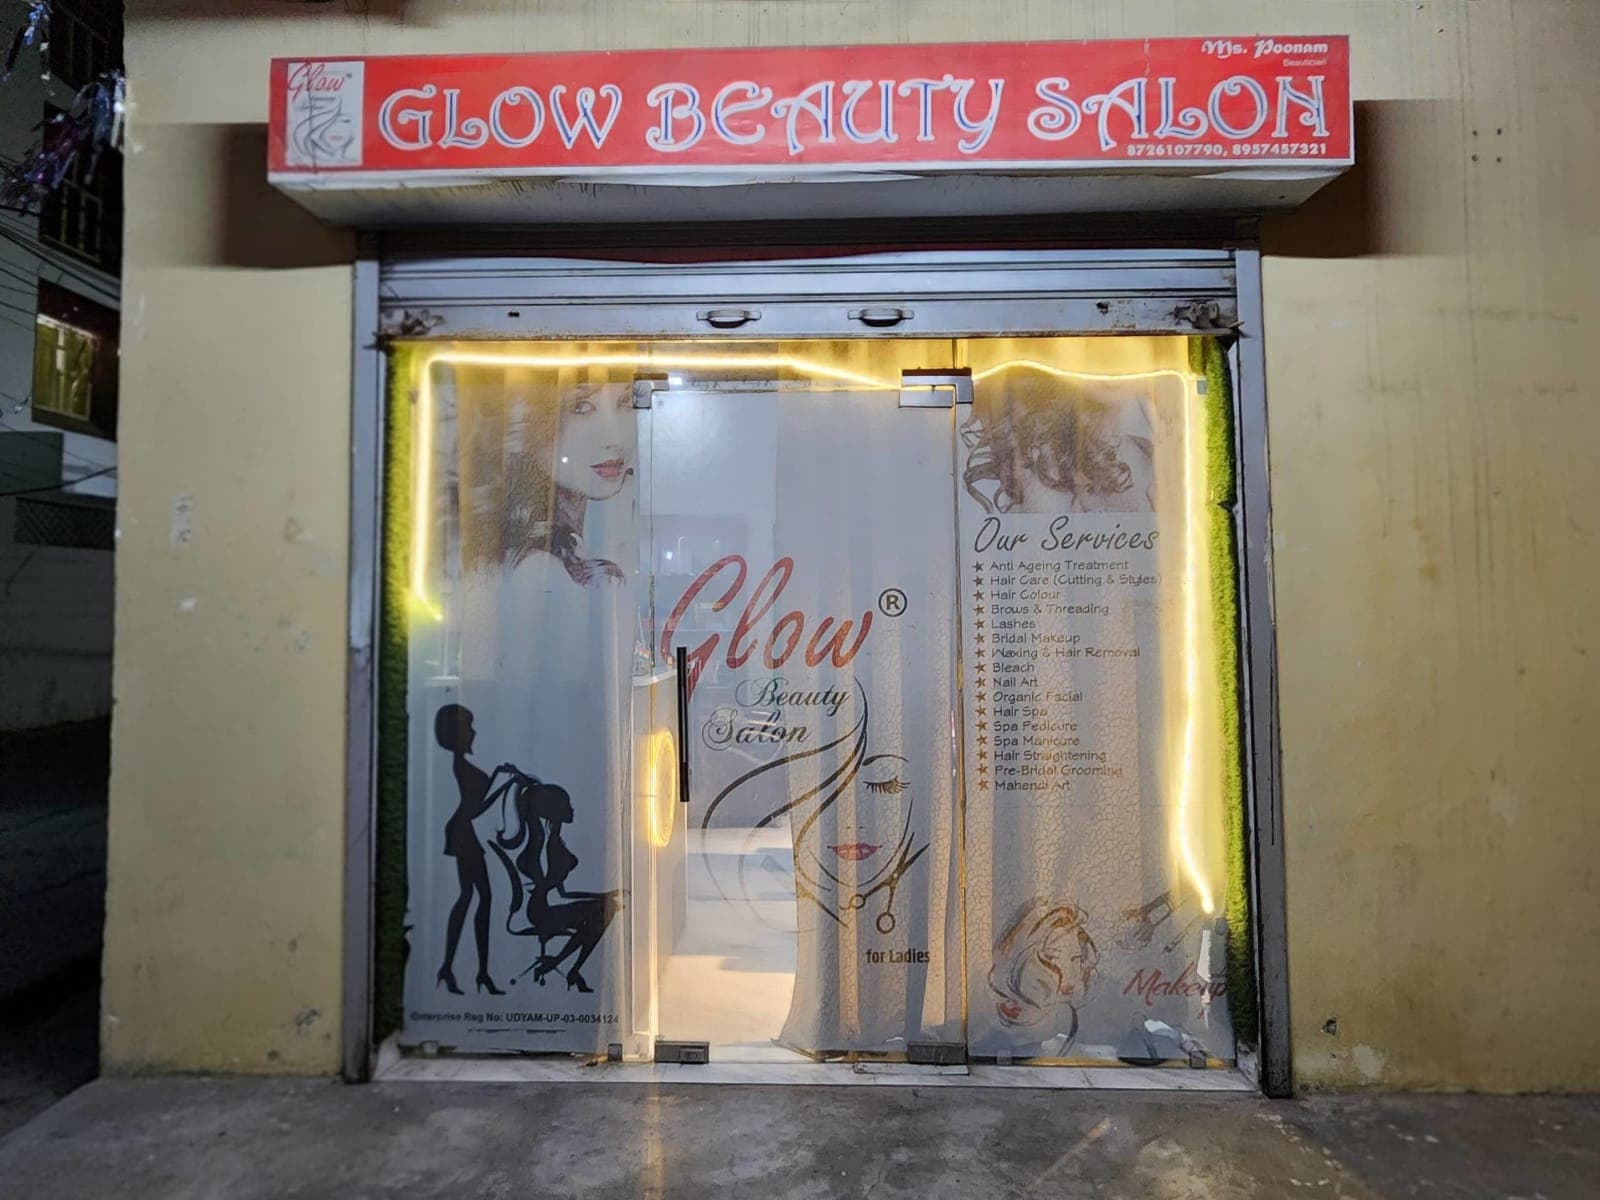 Ms. Poonam
Beautician
Glow
GLOW BEAUTY SALON
8726107790, 8957457321
Glow®
Beauty
Salon
for Ladies
Our Services
Anti Ageing Treatment
Hair Care (Cutting & Styles)
Hair Colour
Brows & Threading
Lashes
Bridal Makeup
Waxing & Hair Removal
Bleach
Nail Art
Organic Facial
Hair Spa
Spa Pedicure
Spa Manicure
Hair Straightening
Pre-Bridal Grooming
Mahendi Art
Makeup
Enterprise Reg No: UDYAM-UP-03-0034124